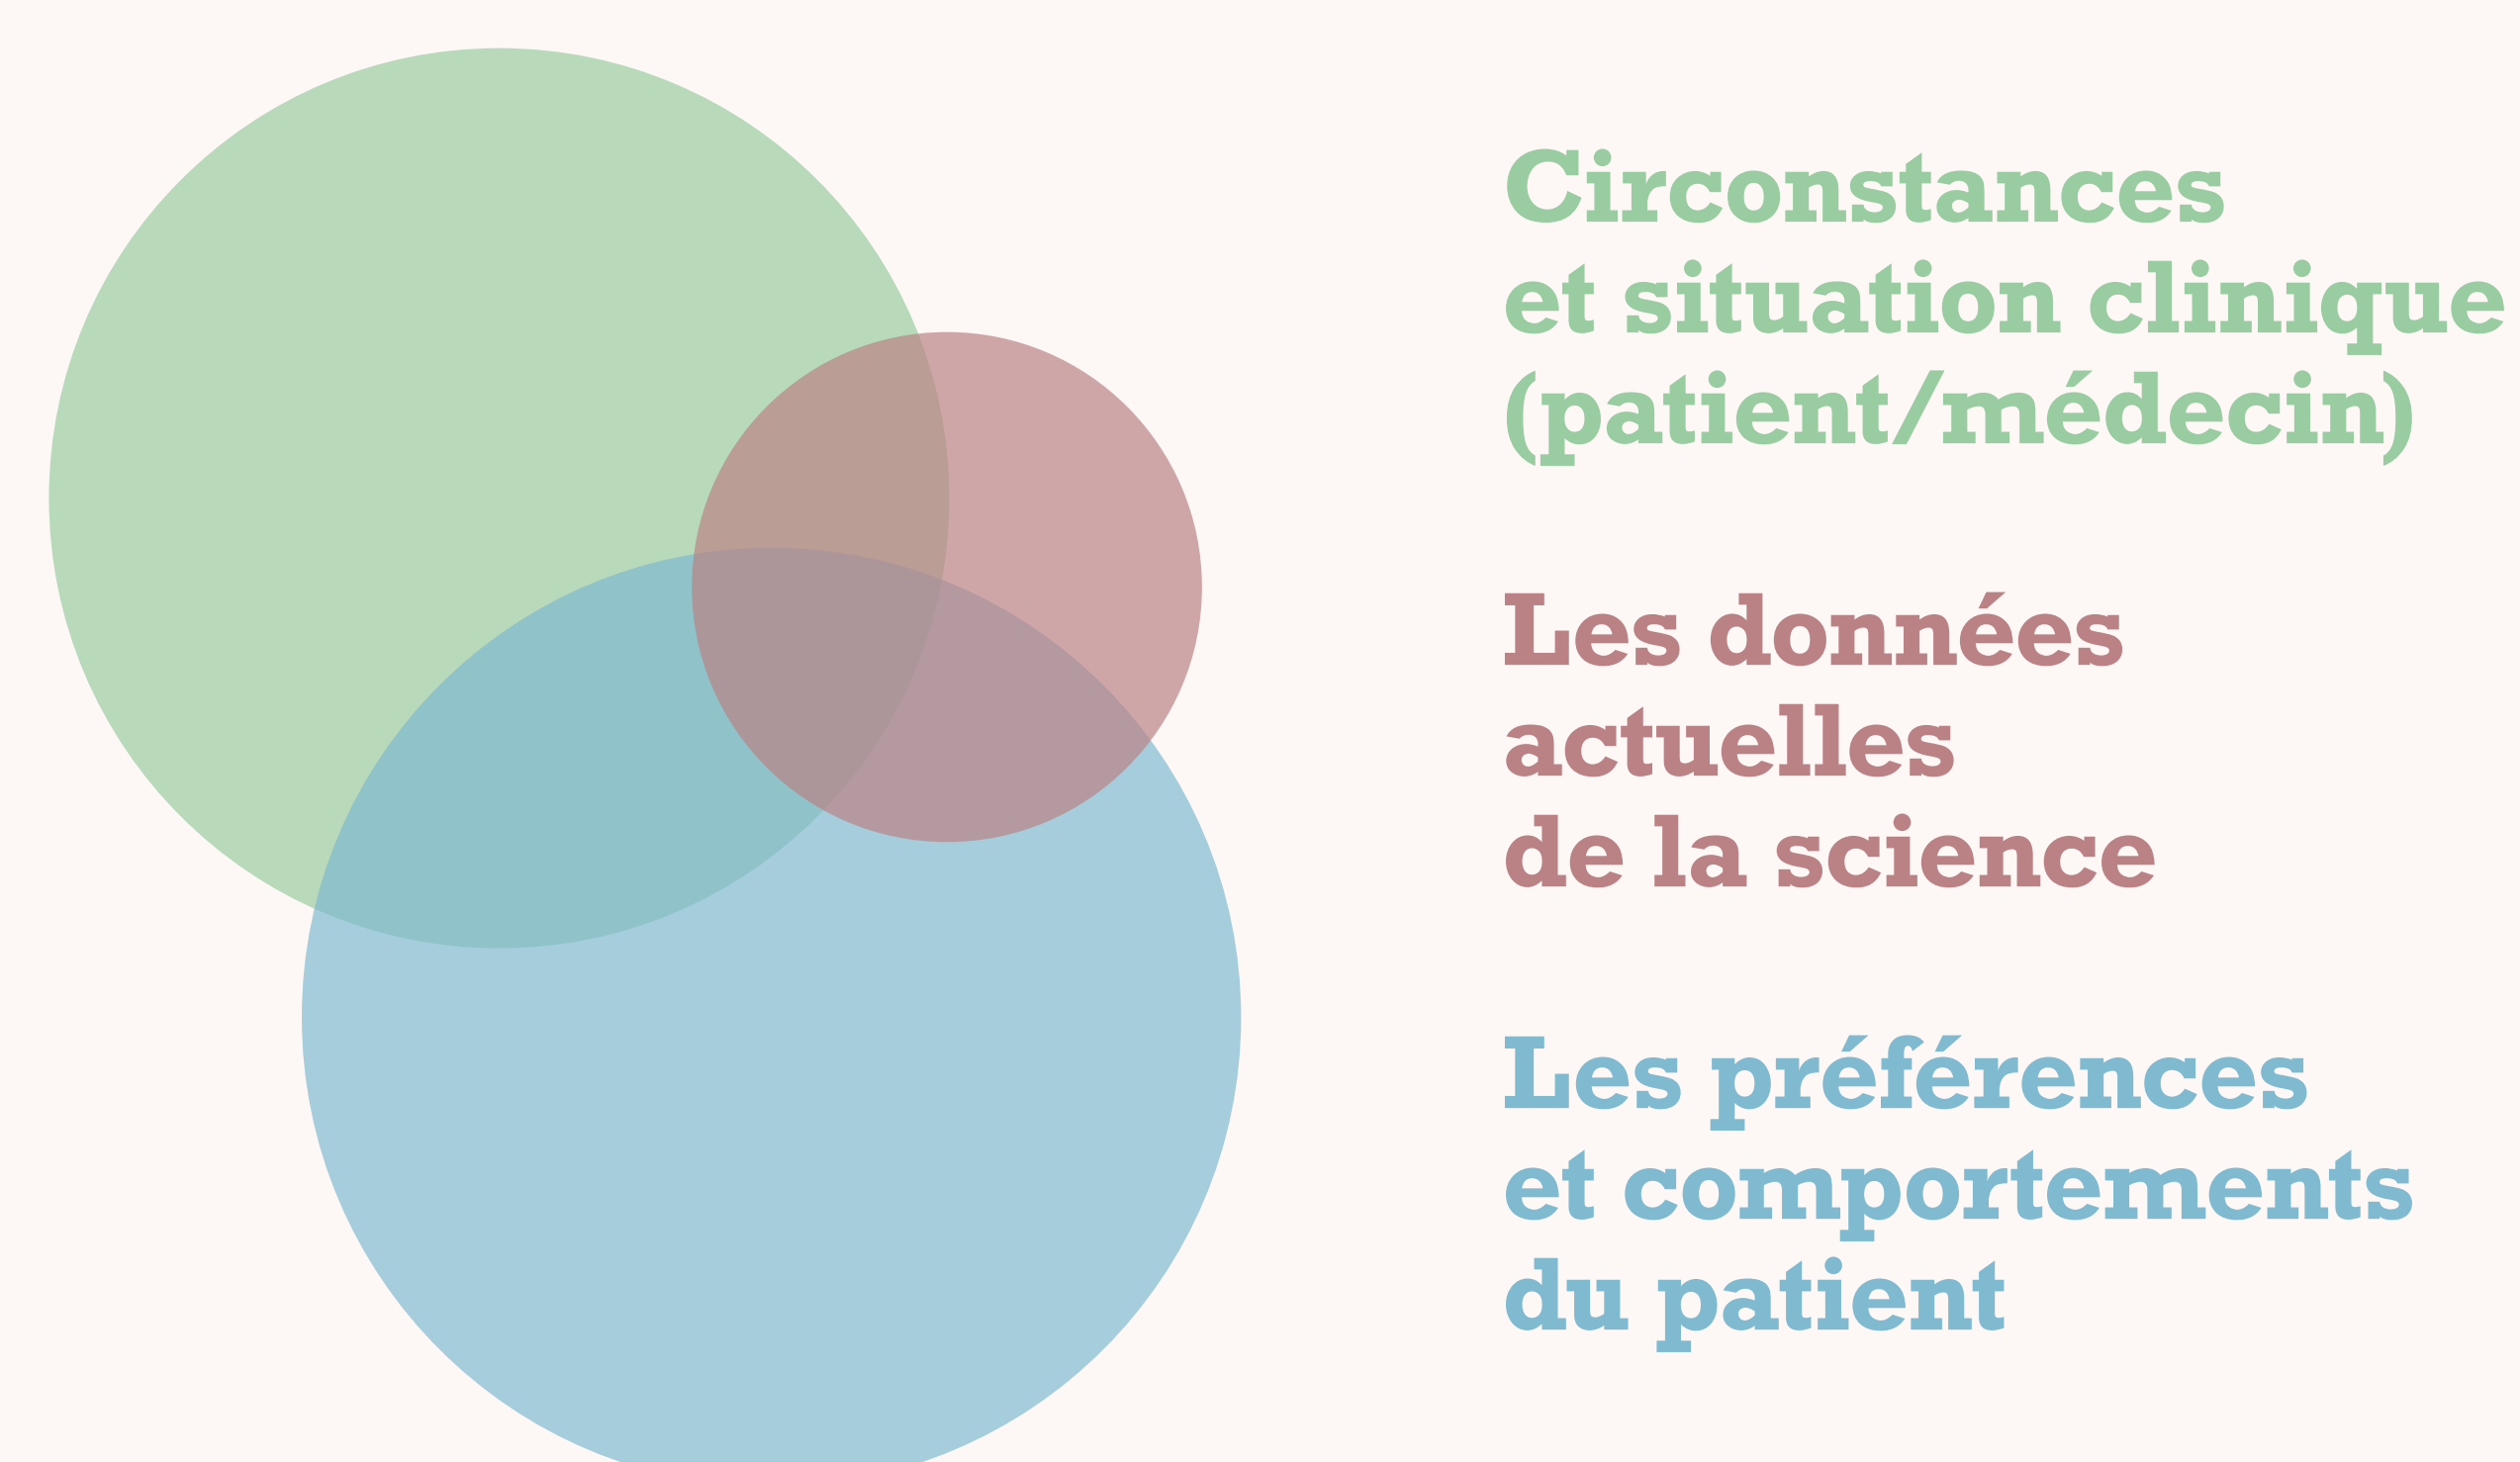 Circonstances
et situation clinique
(patient/médecin)
Les données
actuelles
de la science
Les préférences
et comportements
du patient